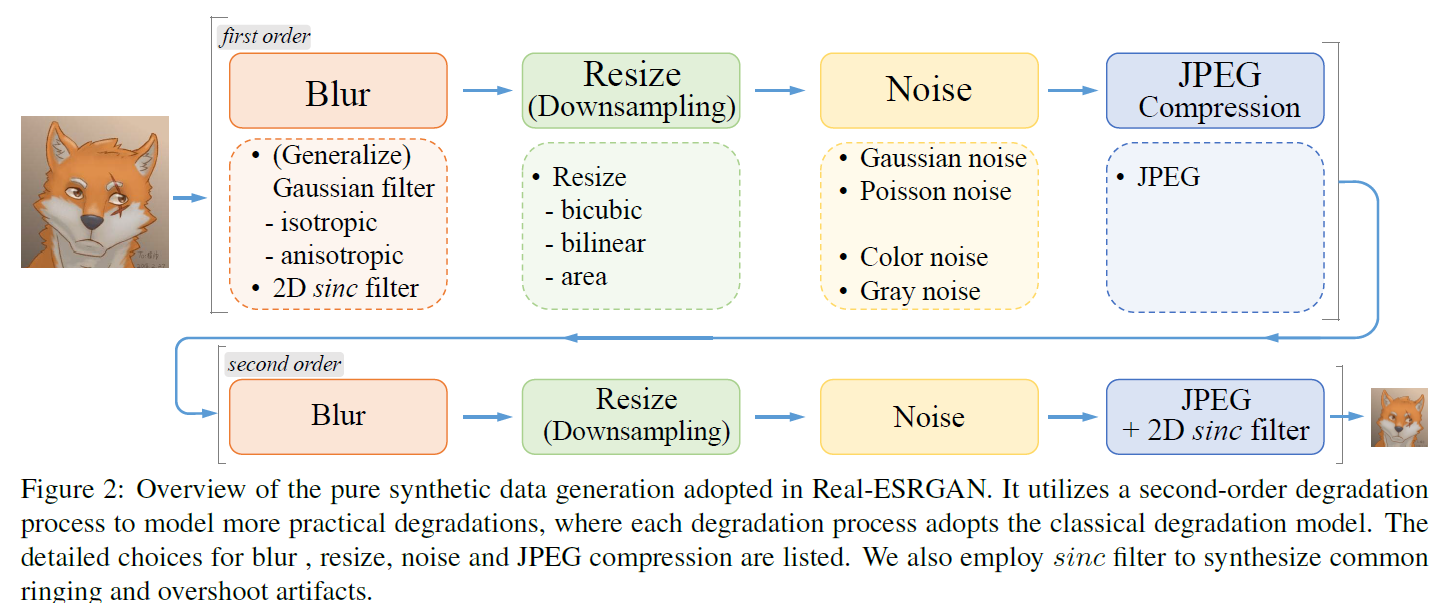 first order
Blur
Resize
(Downsampling)
Noise
JPEG
Compression
• (Generalize)
Gaussian filter
- isotropic
- anisotropic
• 2D sinc filter
• Resize
- bicubic
- bilinear
- area
• Gaussian noise
• Poisson noise
• Color noise
• Gray noise
• JPEG
second order
Blur
Resize
(Downsampling)
Noise
JPEG
+ 2D sinc filter
Figure 2: Overview of the pure synthetic data generation adopted in Real-ESRGAN. It utilizes a second-order degradation
process to model more practical degradations, where each degradation process adopts the classical degradation model. The
detailed choices for blur , resize, noise and JPEG compression are listed. We also employ sinc filter to synthesize common
ringing and overshoot artifacts.